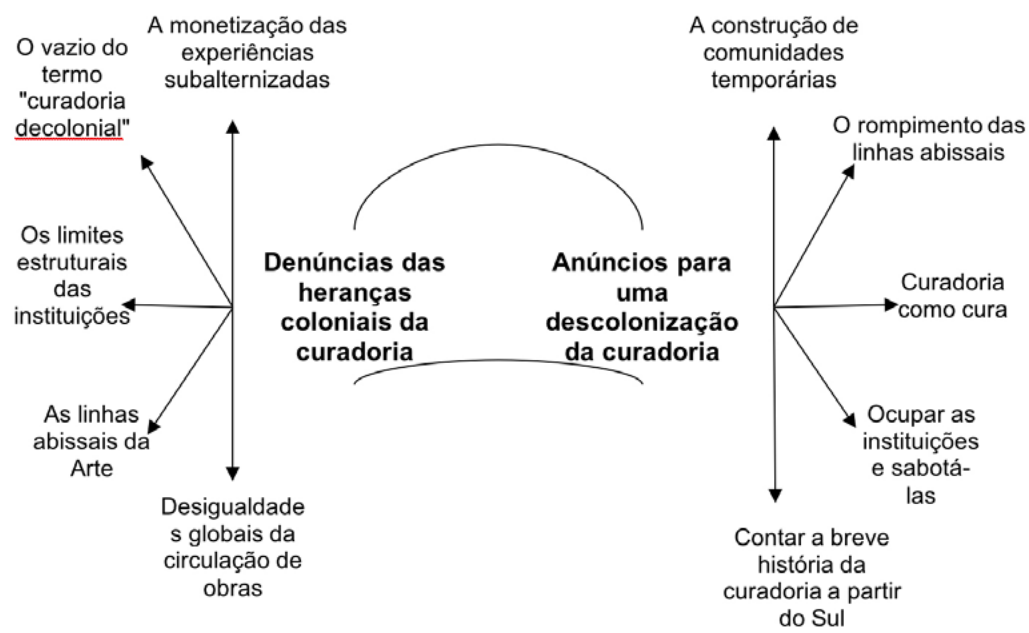 A monetização das
experiências
subalternizadas
O vazio do
termo
"curadoria
decolonial"
Os limites
estruturais
das
instituições
As linhas
abissais da
Arte
Desigualdade
s globais da
circulação de
obras
Denúncias das
heranças
coloniais da
curadoria
Anúncios para
uma
descolonização
da curadoria
A construção de
comunidades
temporárias
O rompimento das
linhas abissais
Curadoria
como cura
Ocupar as
instituições
e sabotá-
las
Contar a breve
história da
curadoria a partir
do Sul